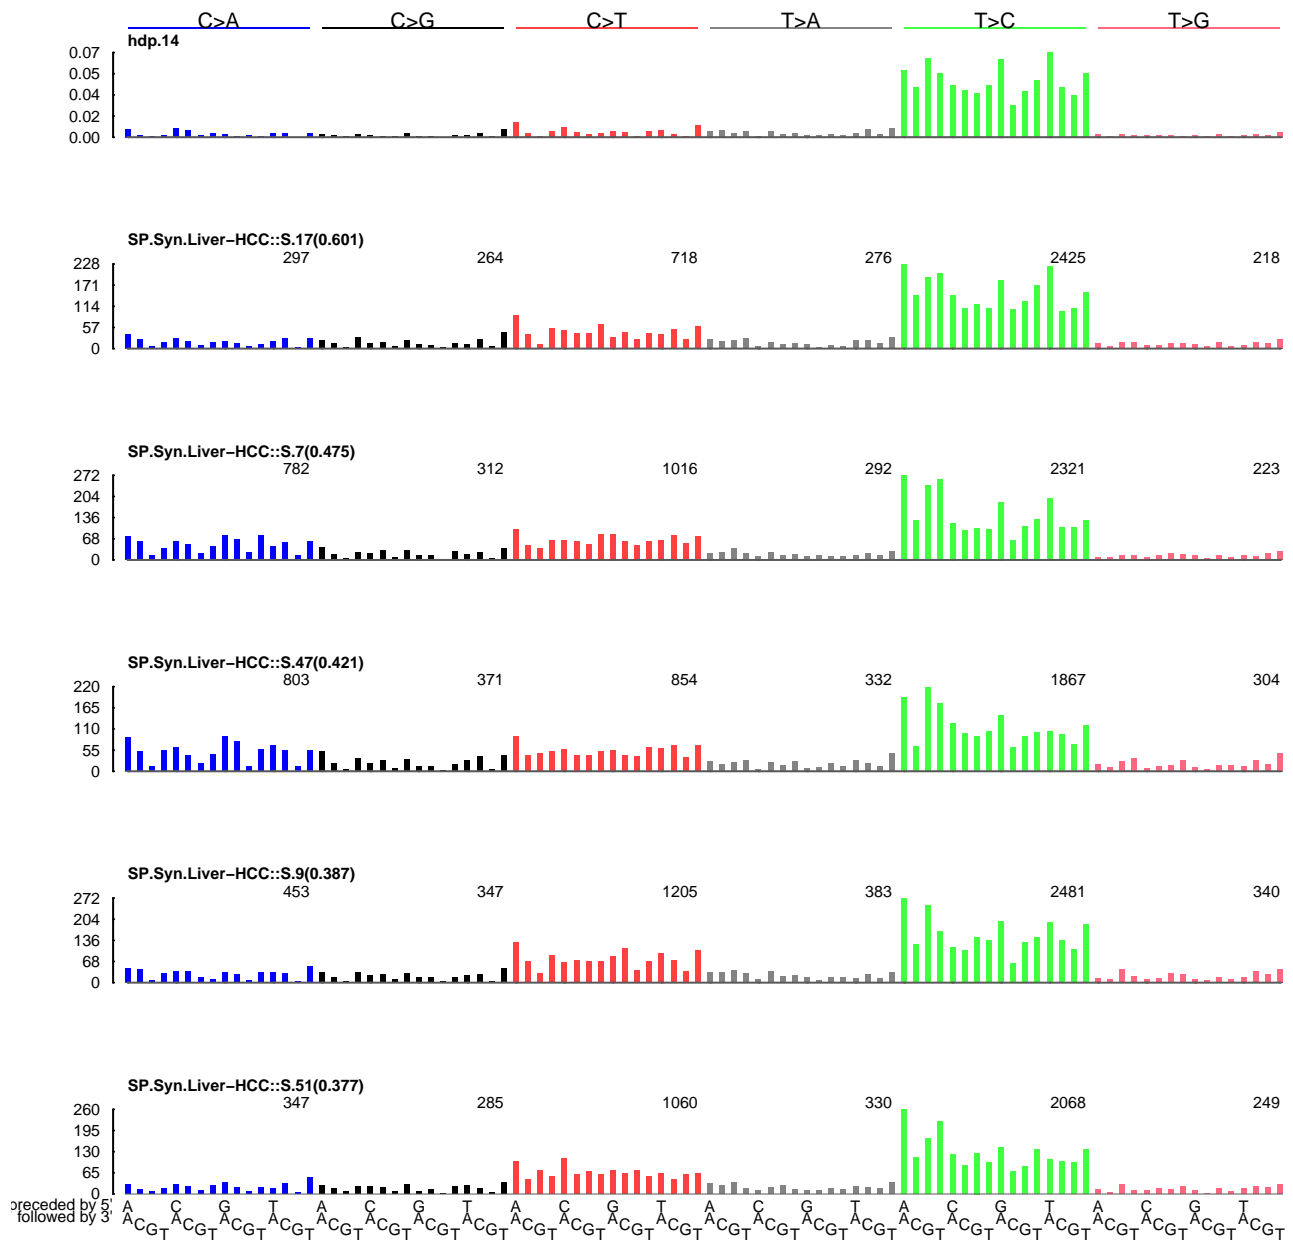 C>A C>G C>T T>A T>C T>G
hdp.14
0.07
0.05
0.04
0.02
0.00
SP.Syn.Liver−HCC::S.17(0.601)
297 264 718 276 2425 218
228
171
114
57
0
SP.Syn.Liver−HCC::S.7(0.475)
782 312 1016 292 2321 223
272
204
136
68
0
SP.Syn.Liver−HCC::S.47(0.421)
803 371 854 332 1867 304
220
165
110
55
0
SP.Syn.Liver−HCC::S.9(0.387)
453 347 1205 383 2481 340
272
204
136
68
0
SP.Syn.Liver−HCC::S.51(0.377)
347 285 1060 330 2068 249
260
195
130
65
0
preceded by 5' A C G T A C G T A C G T A C G T A C G T A C G T
followed by 3' A C G T A C G T A C G T A C G T A C G T A C G T A C G T A C G T A C G T A C G T A C G T A C G T A C G T A C G T A C G T A C G T A C G T A C G T A C G T A C G T A C G T A C G T A C G T A C G T